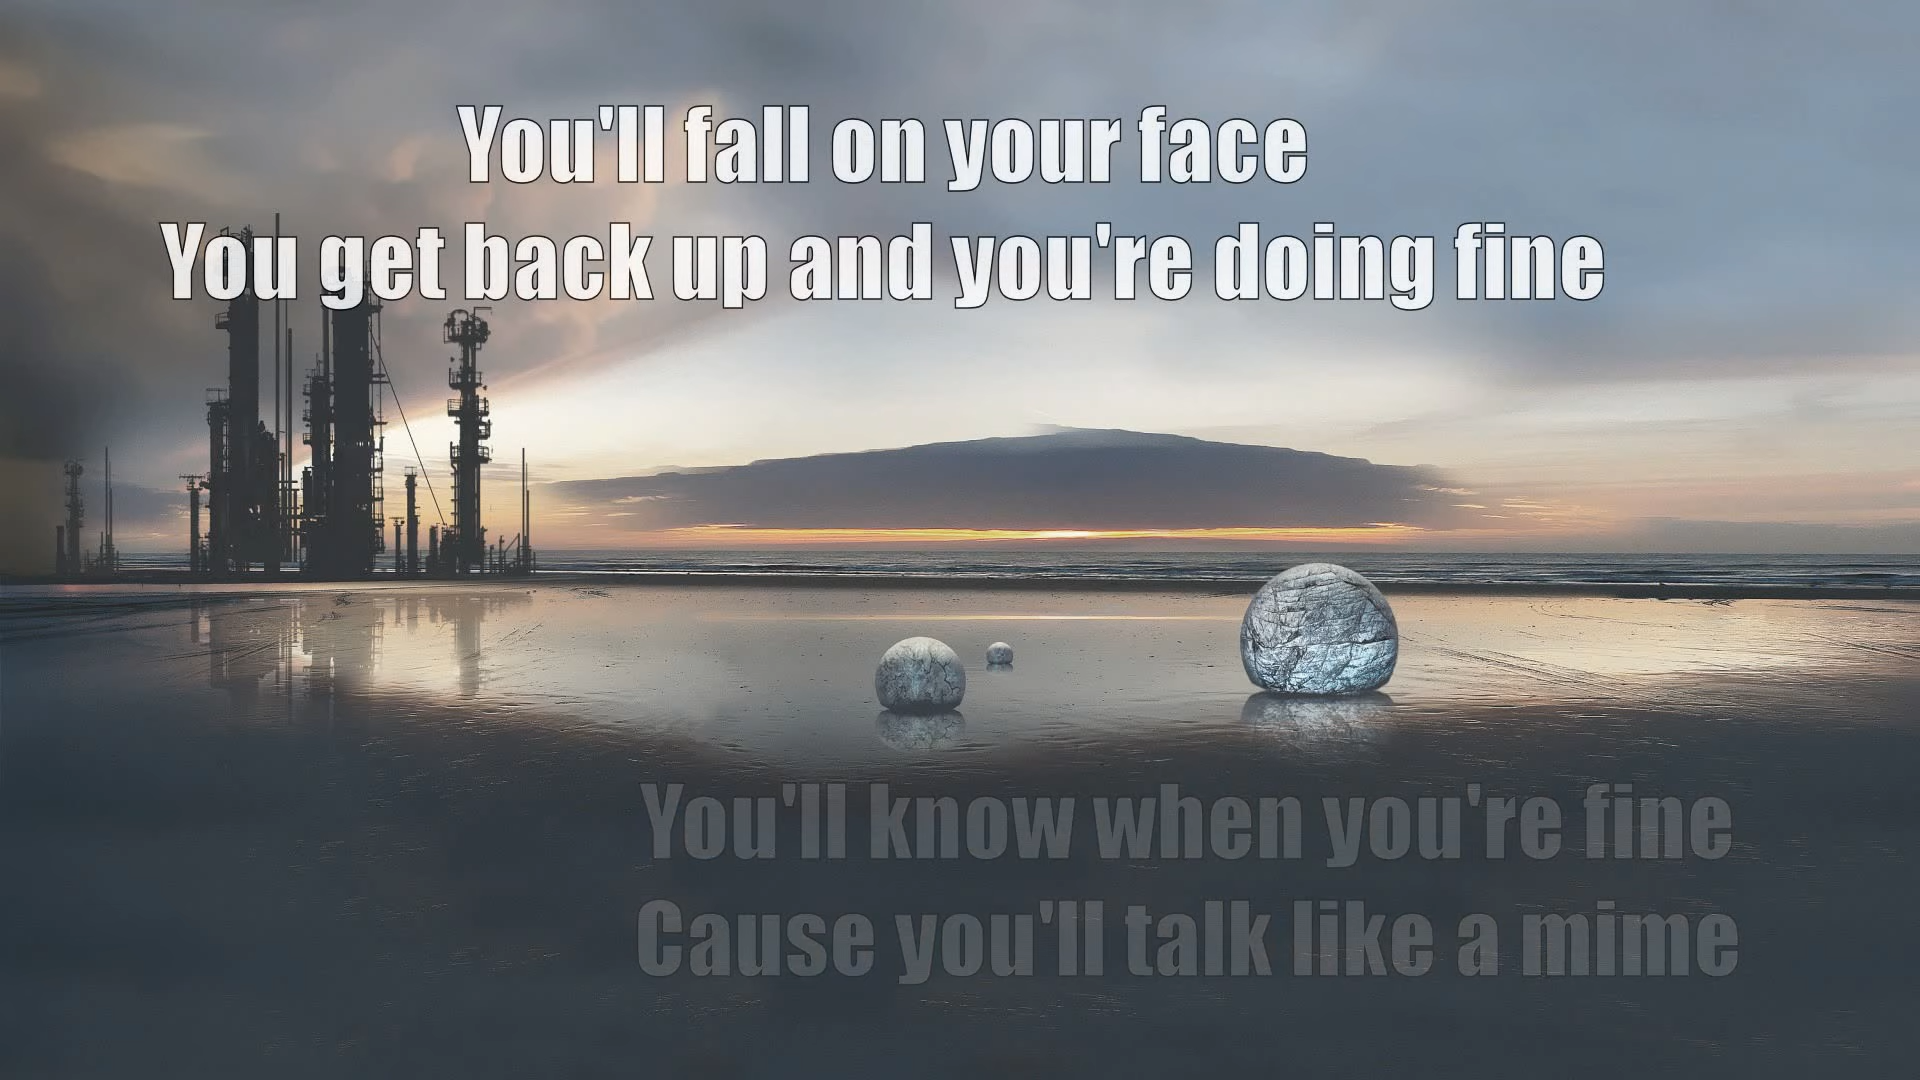 You'll fall on your face
You get back up and you're doing fine
You'll know when you're fine
Cause you'll talk like a mime